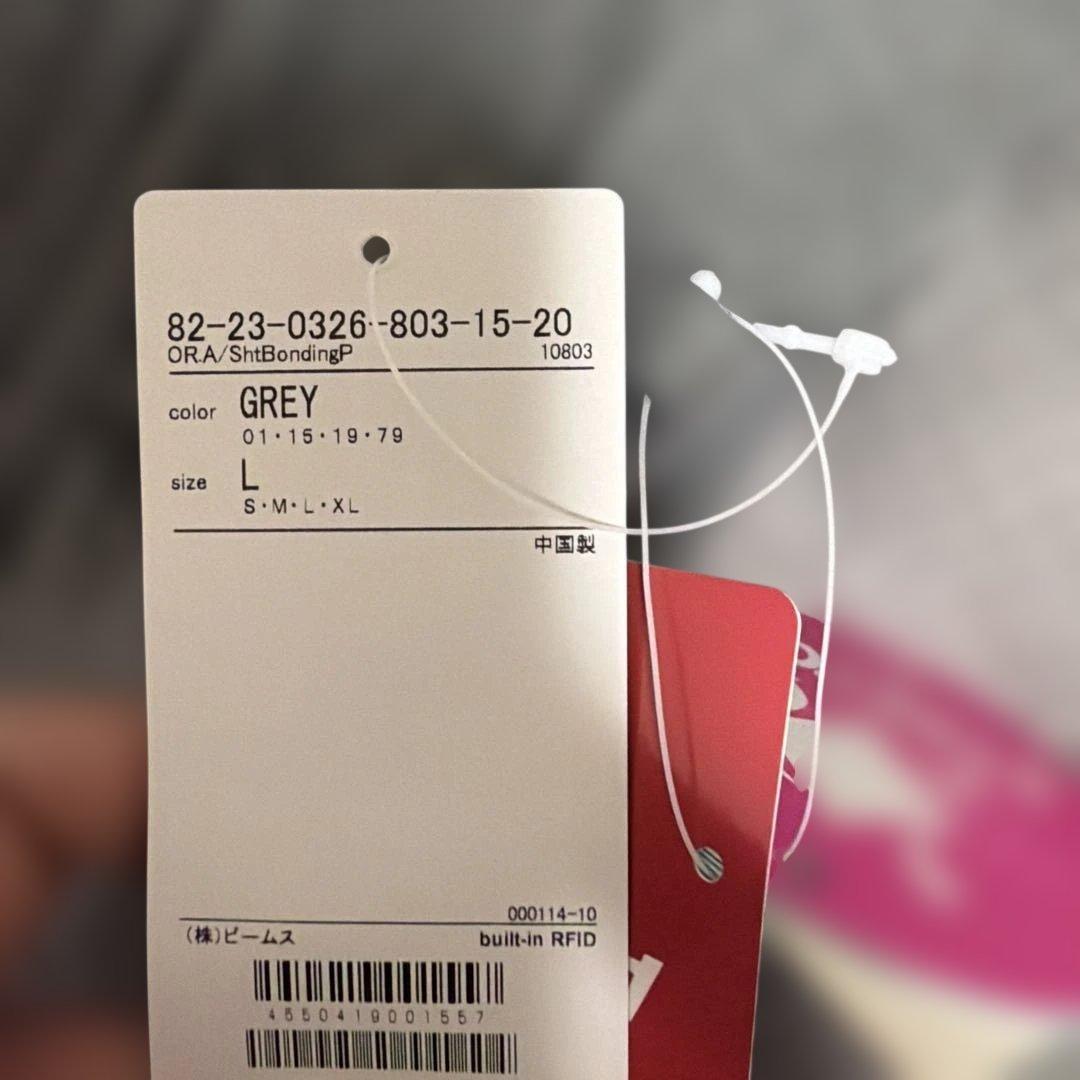 82-23-0326-803-15-20
OR.A/ShtBondingP 10803
color GREY
01・15・19・79
size L
S・M・L・XL
中国製
000114-10
(株)ビームス built-in RFID
4550419001557